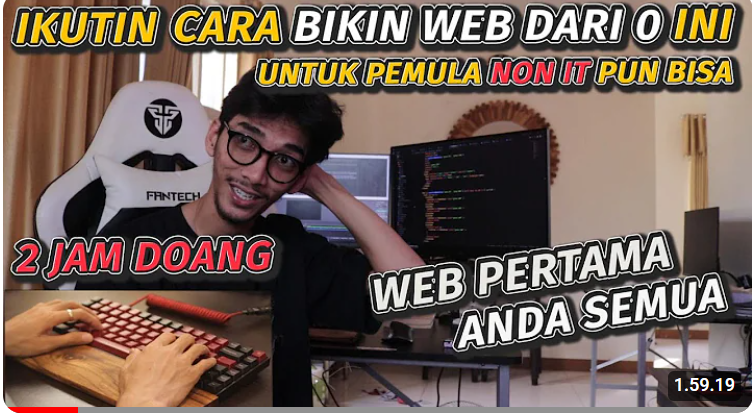 IKUTIN CARA BIKIN WEB DARI 0 INI
UNTUK PEMULA NON IT PUN BISA
FANTECH
2 JAM DOANG
WEB PERTAMA
ANDA SEMUA
1.59.19